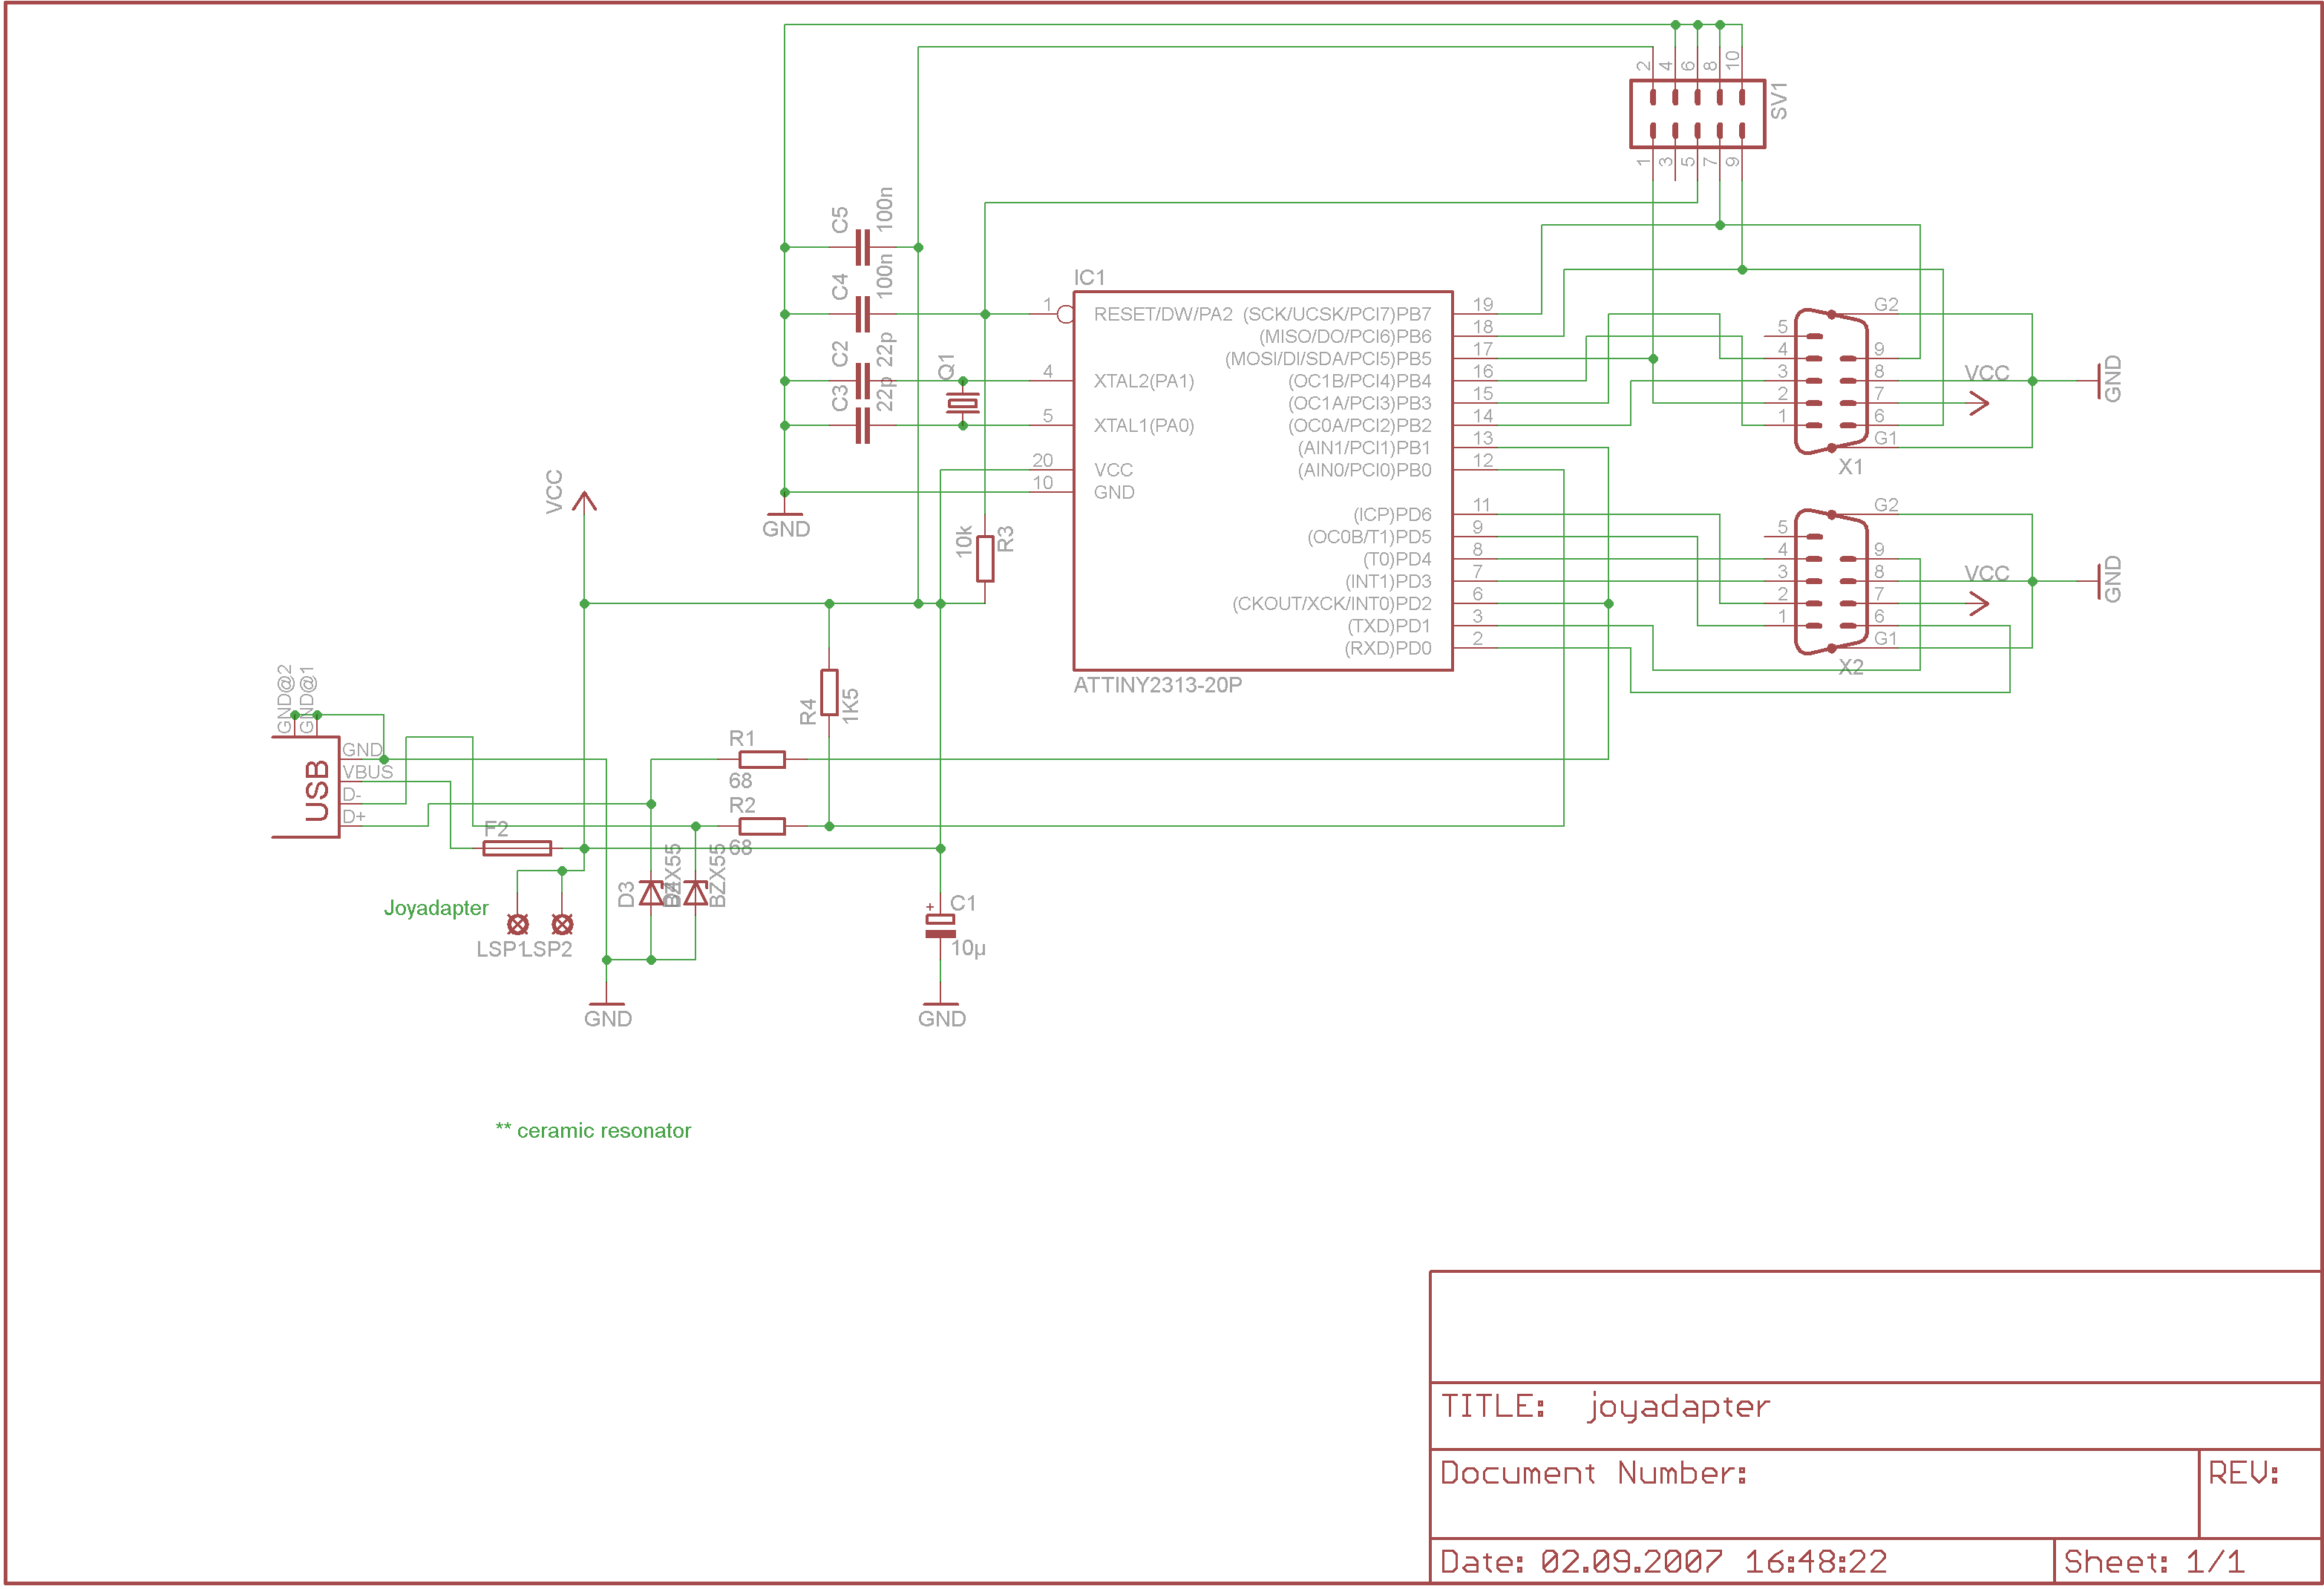 2
4
6
8
10
SV1
1
3
5
7
9
C5
100n
C4
100n
C2
22p
C3
22p
Q1
IC1
1
RESET/DW/PA2
4
XTAL2(PA1)
5
XTAL1(PA0)
20
VCC
10
GND
(SCK/UCSK/PCI7)PB7
19
(MISO/DO/PCI6)PB6
18
(MOSI/DI/SDA/PCI5)PB5
17
(OC1B/PCI4)PB4
16
(OC1A/PCI3)PB3
15
(OC0A/PCI2)PB2
14
(AIN1/PCI1)PB1
13
(AIN0/PCI0)PB0
12
(ICP)PD6
11
(OC0B/T1)PD5
9
(T0)PD4
8
(INT1)PD3
7
(CKOUT/XCK/INT0)PD2
6
(TXD)PD1
3
(RXD)PD0
2
ATTINY2313-20P
5
4
3
2
1
G2
9
8
7
6
G1
X1
VCC
GND
5
4
3
2
1
G2
9
8
7
6
G1
X2
VCC
GND
GND
VCC
10k
R3
R4
1K5
GND@2
GND@1
USB
GND
VBUS
D-
D+
F2
R1
68
R2
68
D3
BZX55
BZX55
C1
+
10µ
Joyadapter
LSP1
LSP2
GND
GND
** ceramic resonator
TITLE: joyadapter
Document Number:
REV:
Date: 02.09.2007 16:48:22
Sheet: 1/1